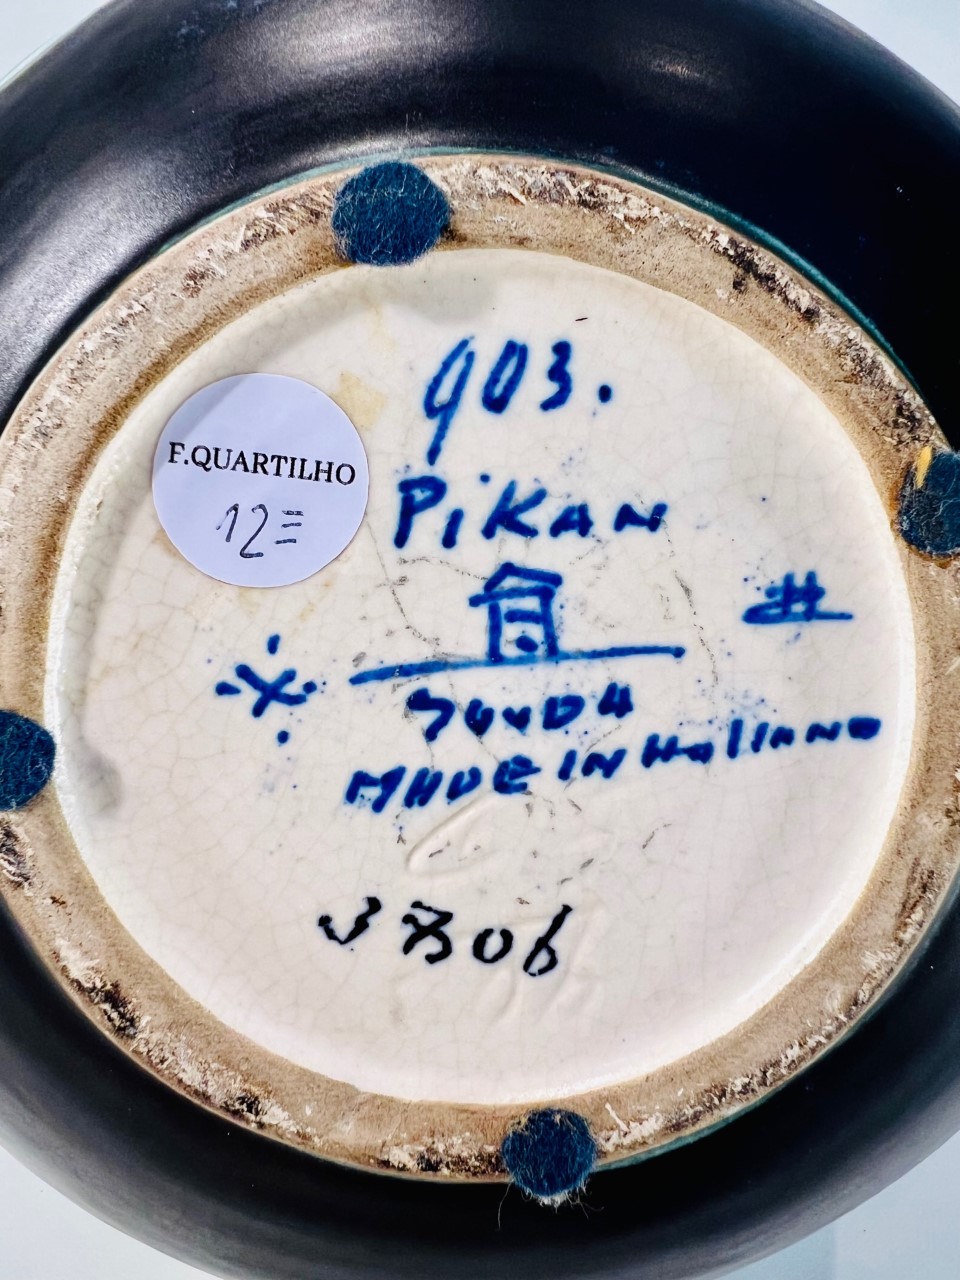 903.
F.QUARTILHO
12
PiKAN
GOUDA
MADE IN HOLLAND
3806